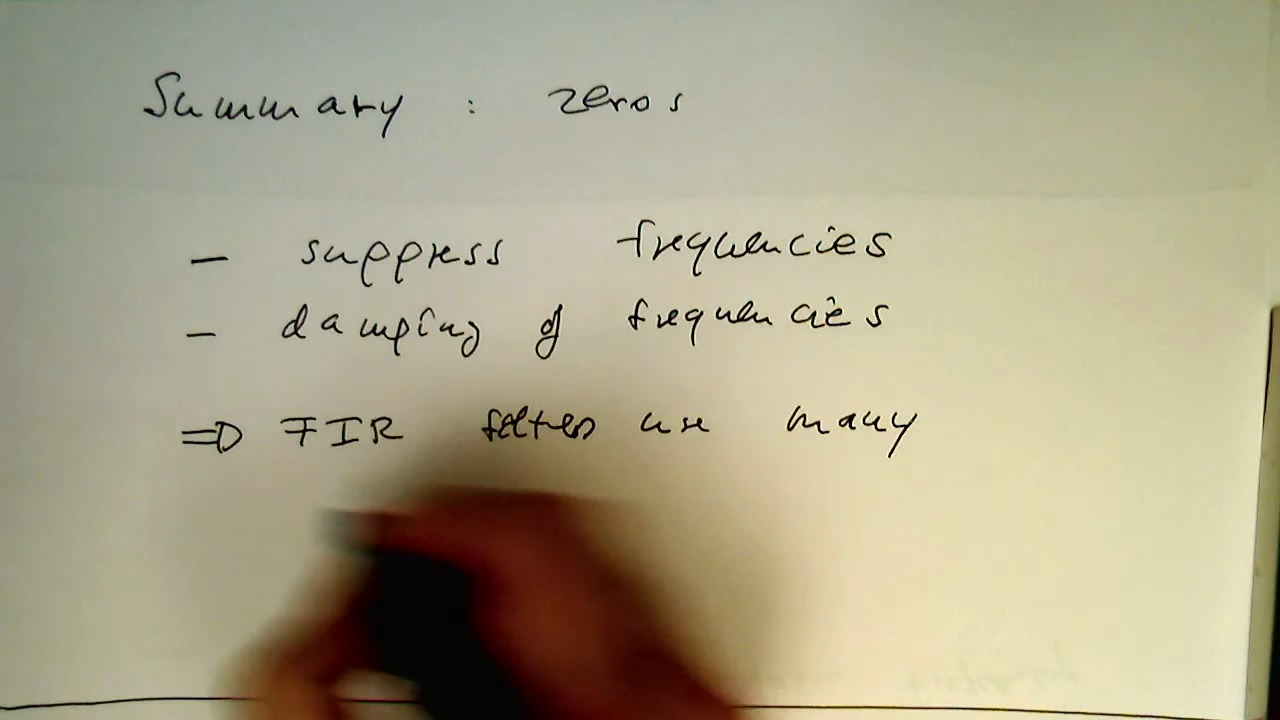 Summary : zeros
- suppress frequencies
- damping of frequencies
⇒ FIR filters use many